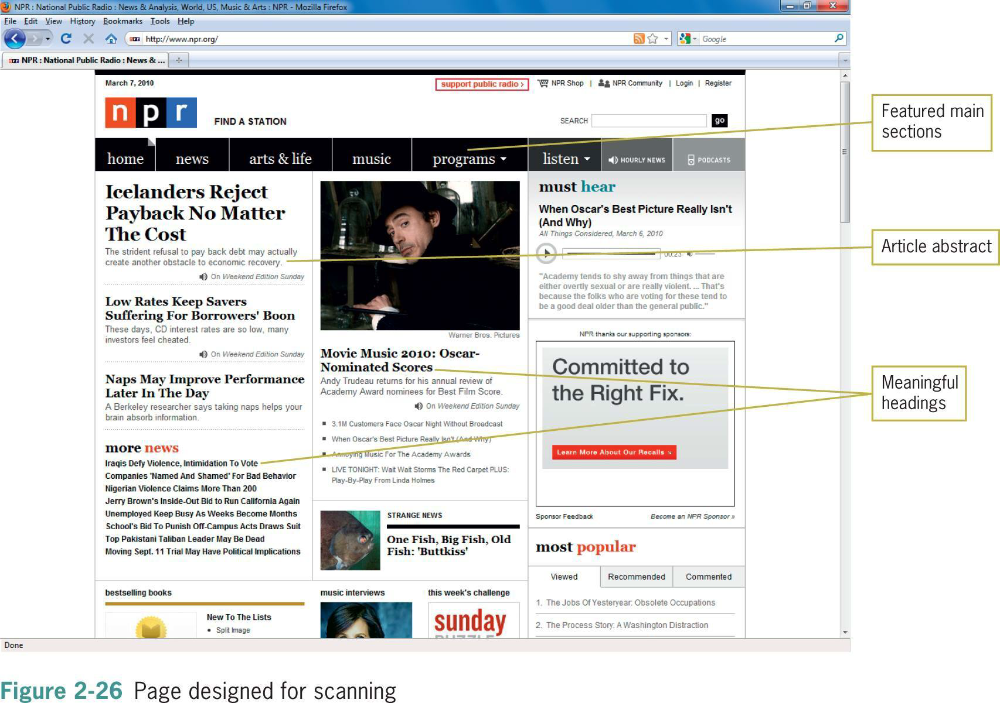 NPR : National Public Radio : News & Analysis, World, US, Music & Arts : NPR - Mozilla Firefox
File Edit View History Bookmarks Tools Help
npr http://www.npr.org/
Google
npr NPR : National Public Radio : News & ...
March 7, 2010
support public radio ›
NPR Shop | NPR Community | Login | Register
npr
FIND A STATION
SEARCH
go
home
news
arts & life
music
programs
listen
HOURLY NEWS
PODCASTS
Icelanders Reject
Payback No Matter
The Cost
The strident refusal to pay back debt may actually
create another obstacle to economic recovery.
On Weekend Edition Sunday
Low Rates Keep Savers
Suffering For Borrowers' Boon
These days, CD interest rates are so low, many
investors feel cheated.
On Weekend Edition Sunday
Naps May Improve Performance
Later In The Day
A Berkeley researcher says taking naps helps your
brain absorb information.
more news
Iraqis Defy Violence, Intimidation To Vote
Companies 'Named And Shamed' For Bad Behavior
Nigerian Violence Claims More Than 200
Jerry Brown's Inside-Out Bid to Run California Again
Unemployed Keep Busy As Weeks Become Months
School's Bid To Punish Off-Campus Acts Draws Suit
Top Pakistani Taliban Leader May Be Dead
Moving Sept. 11 Trial May Have Political Implications
bestselling books
New To The Lists
• Split Image
Warner Bros. Pictures
Movie Music 2010: Oscar-
Nominated Scores
Andy Trudeau returns for his annual review of
Academy Award nominees for Best Film Score.
On Weekend Edition Sunday
▪ 3.1M Customers Face Oscar Night Without Broadcast
▪ When Oscar's Best Picture Really Isn't (And Why)
▪ Annoying Music For The Academy Awards
▪ LIVE TONIGHT: Wait Wait Storms The Red Carpet PLUS:
Play-By-Play From Linda Holmes
STRANGE NEWS
One Fish, Big Fish, Old
Fish: 'Buttkiss'
music interviews
this week's challenge
sunday
PUZZLE
must hear
When Oscar's Best Picture Really Isn't
(And Why)
All Things Considered, March 6, 2010
00:23
"Academy tends to shy away from things that are
either overtly sexual or are really violent. ... That's
because the folks who are voting for these tend to
be a good deal older than the general public."
NPR thanks our supporting sponsors:
Committed to
the Right Fix.
Learn More About Our Recalls
Sponsor Feedback
Become an NPR Sponsor »
most popular
Viewed
Recommended
Commented
1. The Jobs Of Yesteryear: Obsolete Occupations
2. The Process Story: A Washington Distraction
Done
Featured main
sections
Article abstract
Meaningful
headings
Figure 2-26 Page designed for scanning